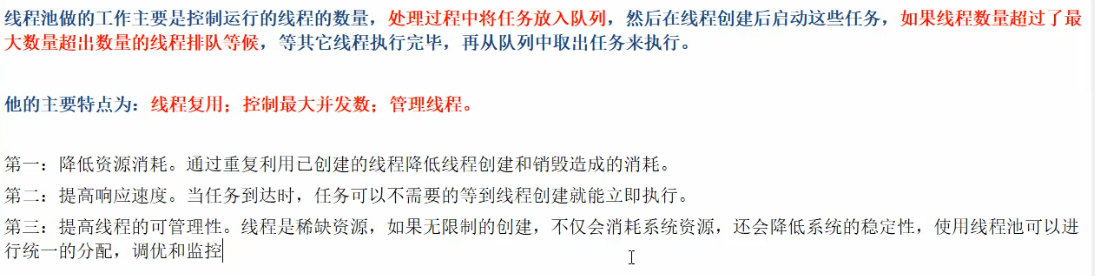 线程池做的工作主要是控制运行的线程的数量，处理过程中将任务放入队列，然后在线程创建后启动这些任务，如果线程数量超过了最
大数量超出数量的线程排队等候，等其它线程执行完毕，再从队列中取出任务来执行。
他的主要特点为：线程复用；控制最大并发数；管理线程。
第一：降低资源消耗。通过重复利用已创建的线程降低线程创建和销毁造成的消耗。
第二：提高响应速度。当任务到达时，任务可以不需要的等到线程创建就能立即执行。
第三：提高线程的可管理性。线程是稀缺资源，如果无限制的创建，不仅会消耗系统资源，还会降低系统的稳定性，使用线程池可以进
行统一的分配，调优和监控